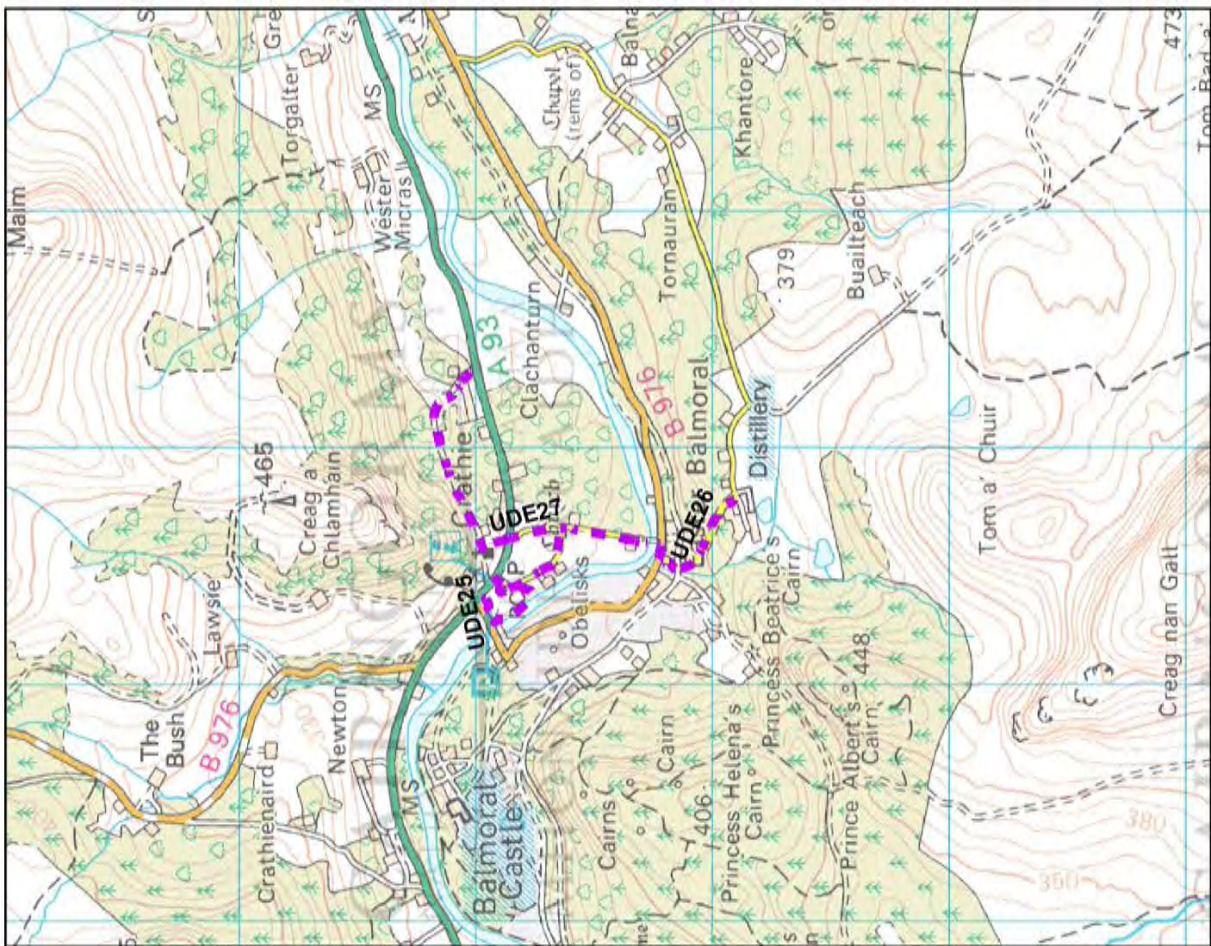 Maim
Torgalter
MS
Wester
Micras
Gre
473
Chapel
(rems of)
Balna
Khantore
Tornauran
379
Buailteach
Clachanturn
A 93
B 976
Balmoral
Distillery
Tom a' Chuir
Creag nan Gall
Crathie
465
Creag a
Chlamhain
Lawsie
UDE27
UDE25
UDE26
P
Obelisks
Princess Beatrice's
Cairn
448
Prince Albert's
Cairn
Princess Helena's
Cairn
406
Cairn
Cairns
The
Bush
B 976
Newton
Crathienaird
MS
Balmoral
Castle
380
350